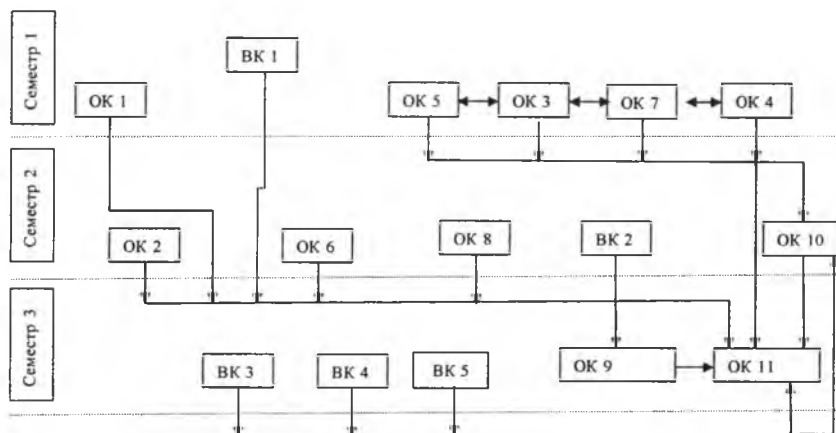 Семестр 1
ВК 1
ОК 1
ОК 5
ОК 3
ОК 7
ОК 4
Семестр 2
ОК 2
ОК 6
ОК 8
ВК 2
ОК 10
Семестр 3
ВК 3
ВК 4
ВК 5
ОК 9
ОК 11